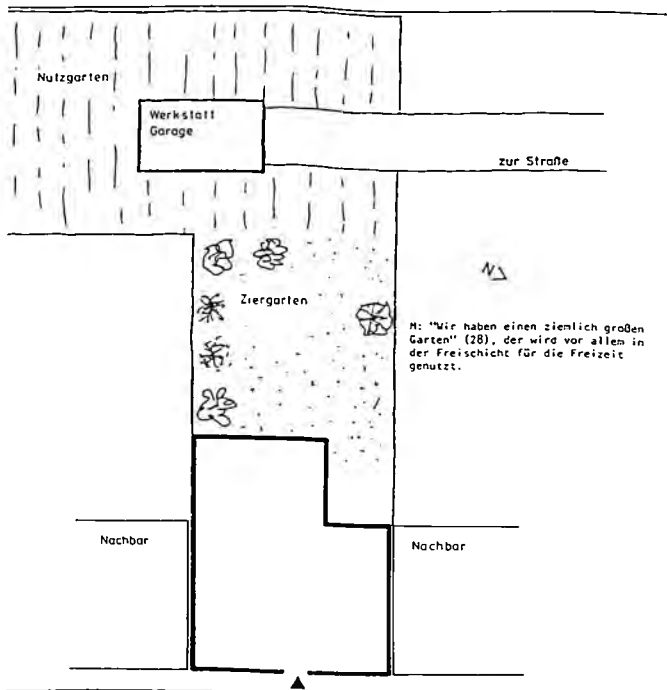 Nutzgarten
Werkstatt
Garage
zur Straße
N
Ziergarten
M: "Wir haben einen ziemlich großen
Garten" (28), der wird vor allem in
der Freischicht für die Freizeit
genutzt.
Nachbar
Nachbar